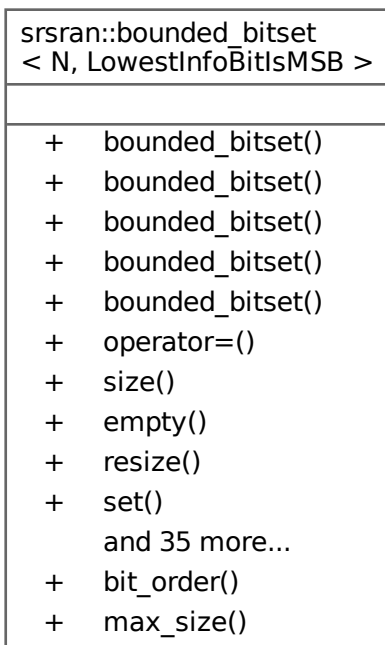 srsran::bounded_bitset
< N, LowestInfoBitIsMSB >
+ bounded_bitset()
+ bounded_bitset()
+ bounded_bitset()
+ bounded_bitset()
+ bounded_bitset()
+ operator=()
+ size()
+ empty()
+ resize()
+ set()
and 35 more...
+ bit_order()
+ max_size()